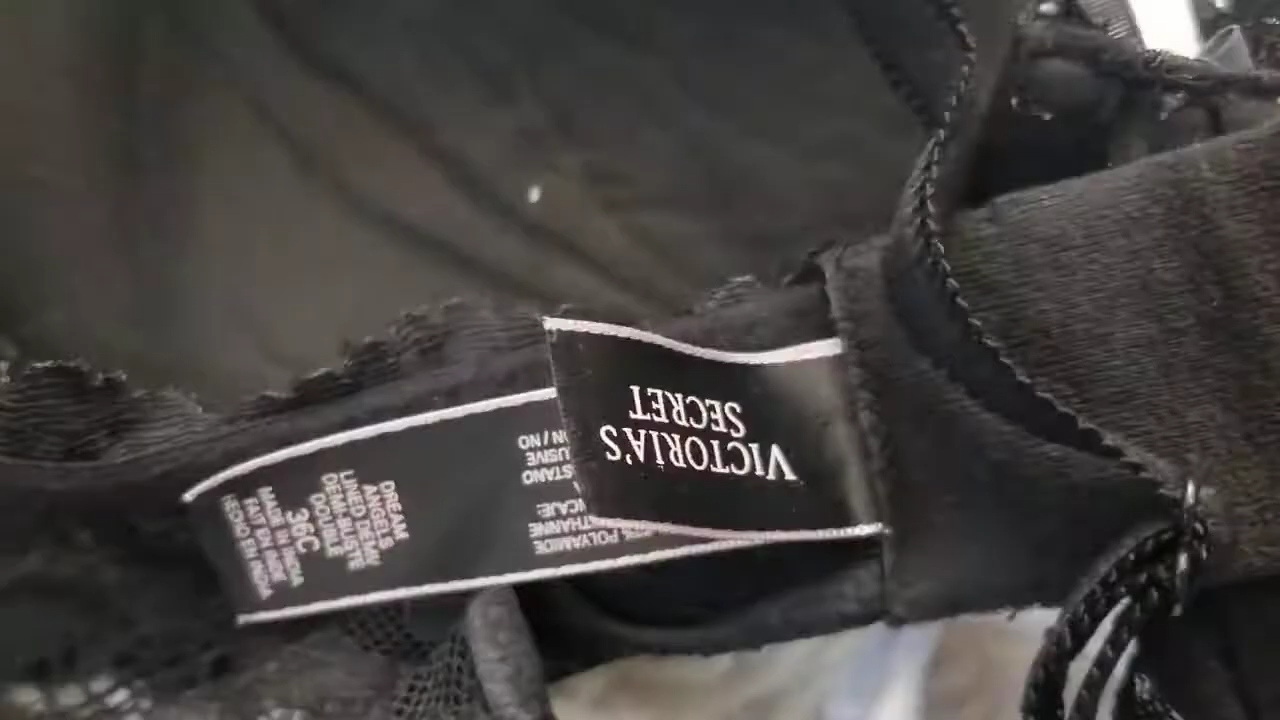 VICTORIA'S
SECRET
POLYAMIDE
DREAM
ANGELS
LINED DEMI/
DEMI-BUSTE
DOUBLÉ
36C
MADE IN INDIA
FAIT EN INDE
HECHO EN INDIA